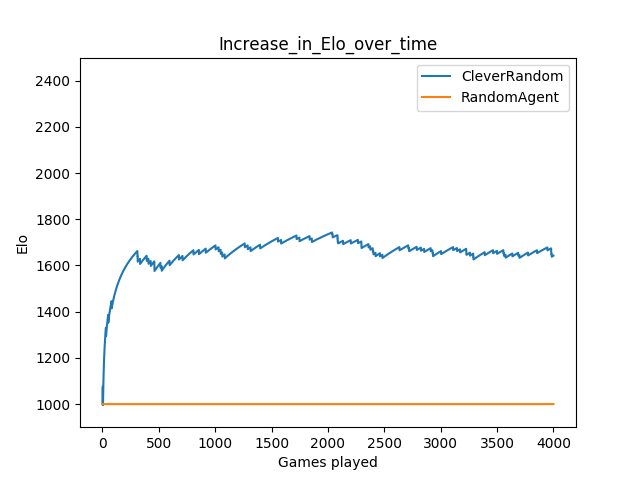 Increase_in_Elo_over_time
CleverRandom
RandomAgent
2400
2200
2000
1800
1600
1400
1200
1000
Elo
0 500 1000 1500 2000 2500 3000 3500 4000
Games played